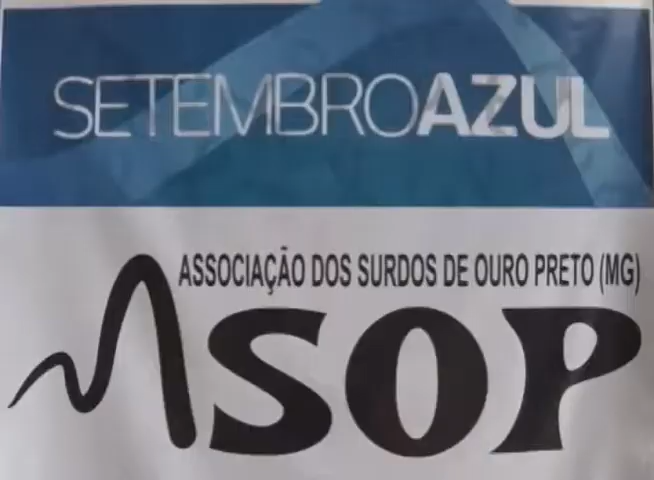 SETEMBROAZUL
ASSOCIAÇÃO DOS SURDOS DE OURO PRETO (MG)
ASOP